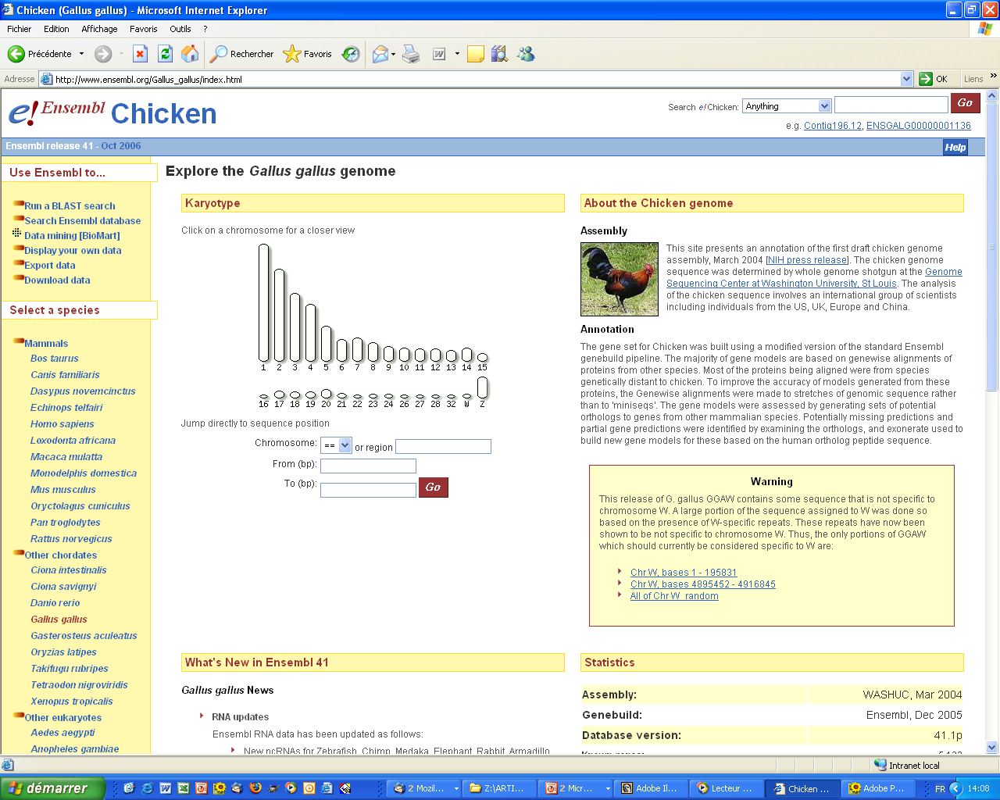 Chicken (Gallus gallus) - Microsoft Internet Explorer
Fichier Edition Affichage Favoris Outils ?
Précédente Rechercher Favoris
Adresse http://www.ensembl.org/Gallus_gallus/index.html OK Liens »
e! Ensembl Chicken
Search e!Chicken: Anything Go
e.g. Contig196.12, ENSGALG00000001136
Ensembl release 41 - Oct 2006 Help
Use Ensembl to...
Run a BLAST search
Search Ensembl database
Data mining [BioMart]
Display your own data
Export data
Download data
Select a species
Mammals
Bos taurus
Canis familiaris
Dasypus novemcinctus
Echinops telfairi
Homo sapiens
Loxodonta africana
Macaca mulatta
Monodelphis domestica
Mus musculus
Oryctolagus cuniculus
Pan troglodytes
Rattus norvegicus
Other chordates
Ciona intestinalis
Ciona savignyi
Danio rerio
Gallus gallus
Gasterosteus aculeatus
Oryzias latipes
Takifugu rubripes
Tetraodon nigroviridis
Xenopus tropicalis
Other eukaryotes
Aedes aegypti
Anopheles gambiae
Explore the Gallus gallus genome
Karyotype
Click on a chromosome for a closer view
1 2 3 4 5 6 7 8 9 10 11 12 13 14 15
16 17 18 19 20 21 22 23 24 26 27 28 32 W Z
Jump directly to sequence position
Chromosome: == or region
From (bp):
To (bp): Go
About the Chicken genome
Assembly
This site presents an annotation of the first draft chicken genome
assembly, March 2004 [NIH press release]. The chicken genome
sequence was determined by whole genome shotgun at the Genome
Sequencing Center at Washington University, St Louis. The analysis
of the chicken sequence involves an international group of scientists
including individuals from the US, UK, Europe and China.
Annotation
The gene set for Chicken was built using a modified version of the standard Ensembl
genebuild pipeline. The majority of gene models are based on genewise alignments of
proteins from other species. Most of the proteins being aligned were from species
genetically distant to chicken. To improve the accuracy of models generated from these
proteins, the Genewise alignments were made to stretches of genomic sequence rather
than to 'miniseqs'. The gene models were assessed by generating sets of potential
orthologs to genes from other mammalian species. Potentially missing predictions and
partial gene predictions were identified by examining the orthologs, and exonerate used to
build new gene models for these based on the human ortholog peptide sequence.
Warning
This release of G. gallus GGAW contains some sequence that is not specific to
chromosome W. A large portion of the sequence assigned to W was done so
based on the presence of W-specific repeats. These repeats have now been
shown to be not specific to chromosome W. Thus, the only portions of GGAW
which should currently be considered specific to W are:
Chr W, bases 1 - 195831
Chr W, bases 4895452 - 4916845
All of Chr W_random
What's New in Ensembl 41
Gallus gallus News
RNA updates
Ensembl RNA data has been updated as follows:
New ncRNAs for Zebrafish, Chimp, Medaka, Elephant, Rabbit, Armadillo,
Statistics
Assembly: WASHUC, Mar 2004
Genebuild: Ensembl, Dec 2005
Database version: 41.1p
Intranet local
démarrer 2 Mozil... Z:\ARTI... 2 Micr... Adobe Il... Lecteur ... Chicken ... Adobe P... FR 14:08